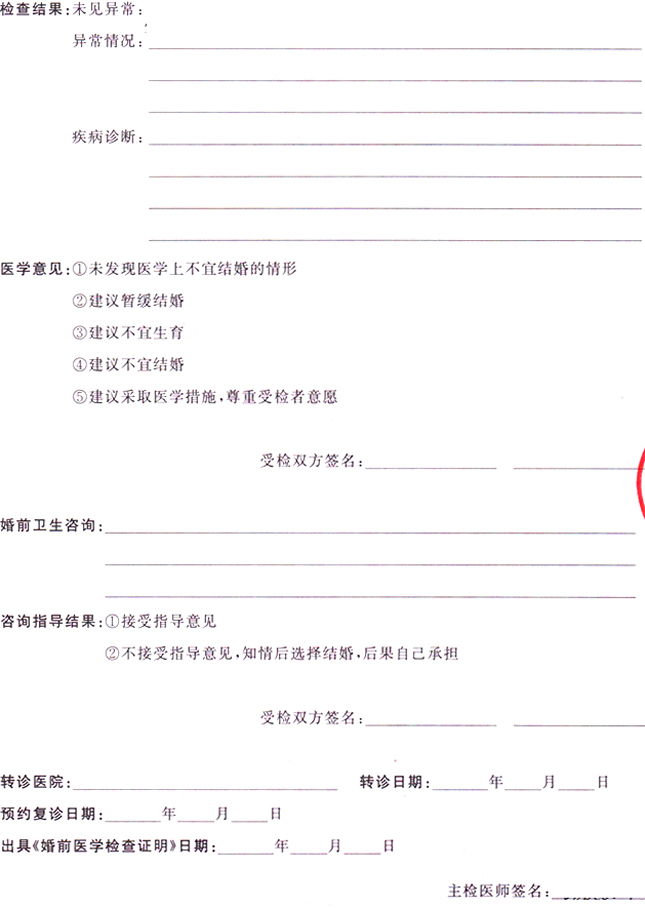 检查结果:未见异常:
异常情况:
疾病诊断:
医学意见:①未发现医学上不宜结婚的情形
②建议暂缓结婚
③建议不宜生育
④建议不宜结婚
⑤建议采取医学措施,尊重受检者意愿
受检双方签名:
婚前卫生咨询:
咨询指导结果:①接受指导意见
②不接受指导意见,知情后选择结婚,后果自己承担
受检双方签名:
转诊医院: 转诊日期: 年 月 日
预约复诊日期: 年 月 日
出具《婚前医学检查证明》日期: 年 月 日
主检医师签名: